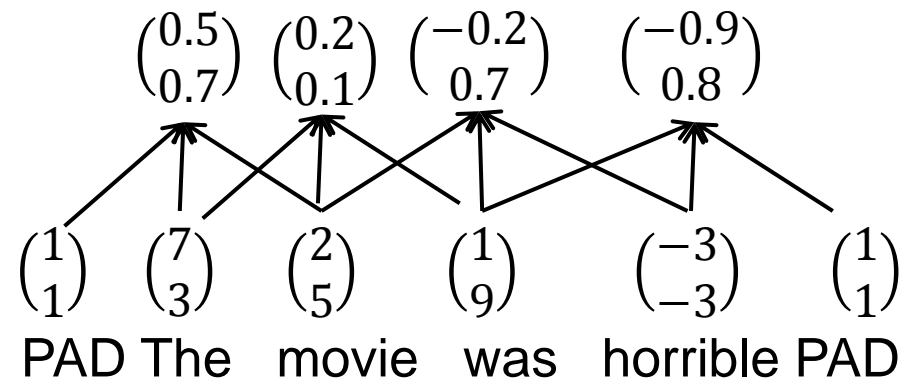 (0.5 0.7) (0.2 0.1) (−0.2 0.7) (−0.9 0.8)
(1 1) (7 3) (2 5) (1 9) (−3 −3) (1 1)
PAD The movie was horrible PAD